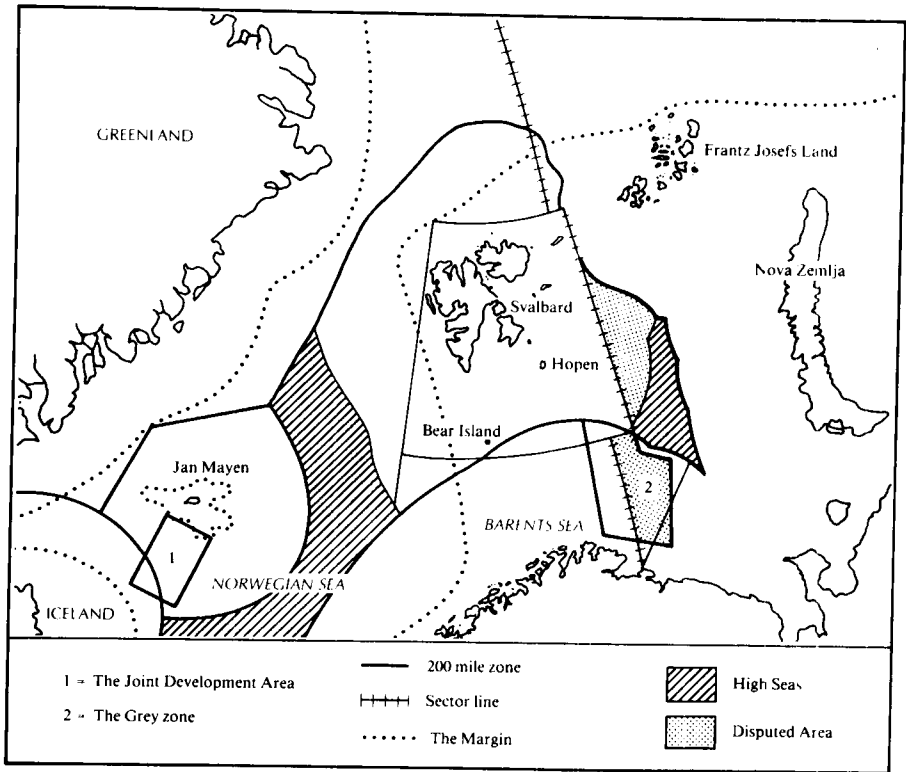 GREENLAND
Frantz Josefs Land
Nova Zemlja
Svalbard
Hopen
Bear Island
Jan Mayen
2
BARENTS SEA
1
NORWEGIAN SEA
ICELAND
1 = The Joint Development Area
2 = The Grey zone
200 mile zone
Sector line
The Margin
High Seas
Disputed Area